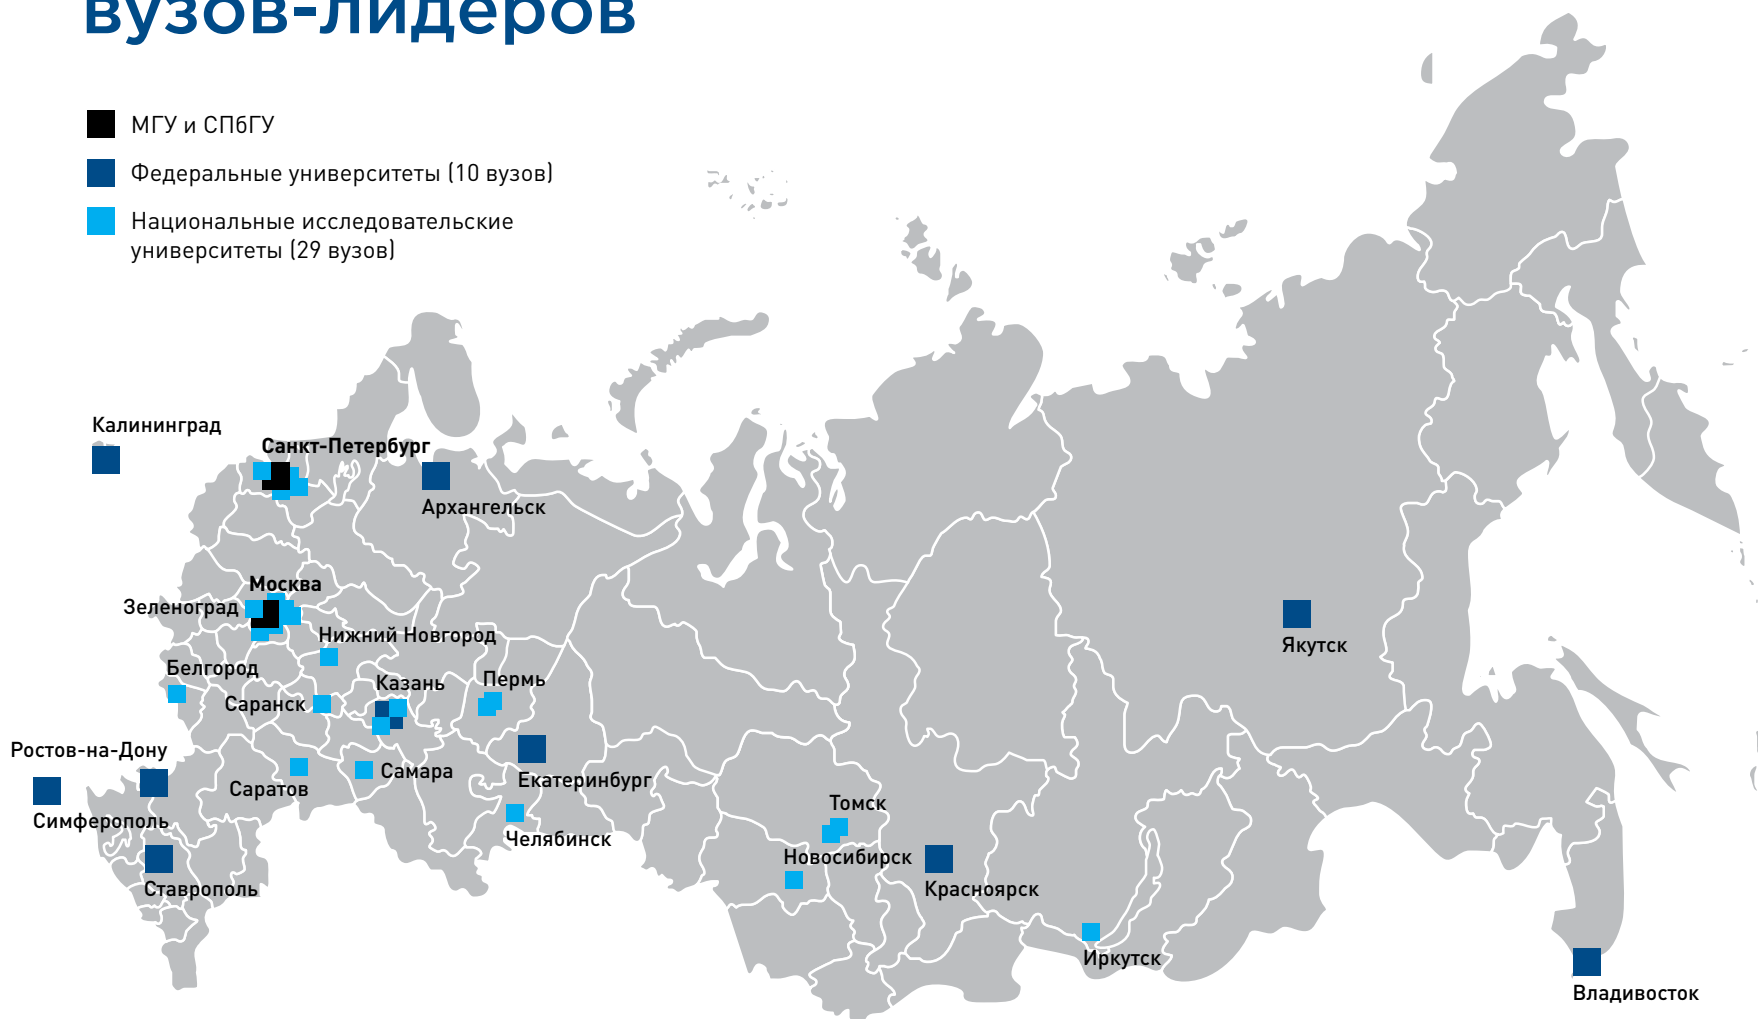 вузов-лидеров
МГУ и СПбГУ
Федеральные университеты (10 вузов)
Национальные исследовательские
университеты (29 вузов)
Калининград
Санкт-Петербург
Архангельск
Москва
Зеленоград
Нижний Новгород
Якутск
Белгород
Казань
Пермь
Саранск
Ростов-на-Дону
Самара
Екатеринбург
Саратов
Томск
Симферополь
Челябинск
Новосибирск
Ставрополь
Красноярск
Иркутск
Владивосток